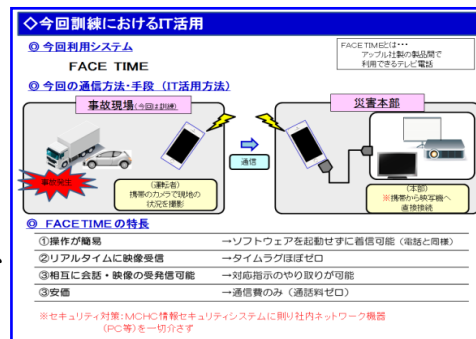 ◇今回訓練におけるIT活用
◎ 今回利用システム
FACE TIME
FACE TIMEとは・・・
アップル社製の製品間で
利用できるテレビ電話
◎ 今回の通信方法・手段（IT活用方法）
事故現場（今回は訓練）
災害本部
事故発生
（運転者）
携帯のカメラで現地の
状況を撮影
通信
（本部）
※携帯から映写機へ
直接接続
◎ FACETIMEの特長
①操作が簡易 →ソフトウェアを起動せずに着信可能（電話と同様）
②リアルタイムに映像受信 →タイムラグほぼゼロ
③相互に会話・映像の受発信可能 →対応指示のやり取りが可能
③安価 →通信費のみ（通話料ゼロ）
※セキュリティ対策：MCHC情報セキュリティシステムに則り社内ネットワーク機器
（PC等）を一切介さず